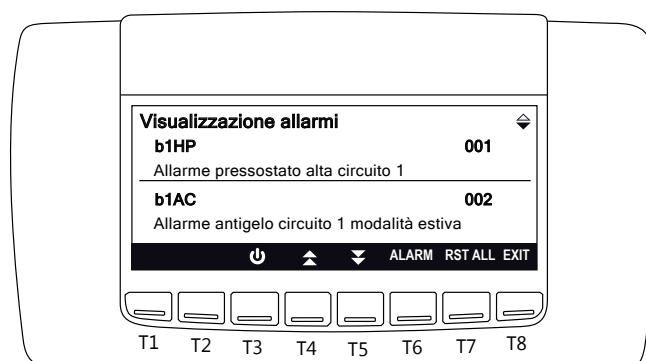 Visualizzazione allarmi
b1HP 001
Allarme pressostato alta circuito 1
b1AC 002
Allarme antigelo circuito 1 modalità estiva
ALARM RST ALL EXIT
T1 T2 T3 T4 T5 T6 T7 T8